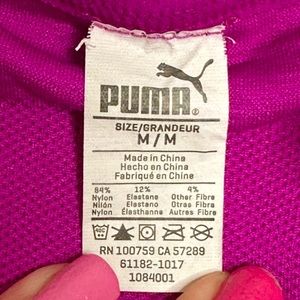 PUMA
SIZE/GRANDEUR
M/M
Made in China
Hecho en China
Fabriqué en China
84% 12% 4%
Nylon Elastane Other Fibre
Nilón Elastano Otras Fibra
Nylon Élasthanne Autres Fibre
RN 100759 CA 57289
61182-1017
1084001